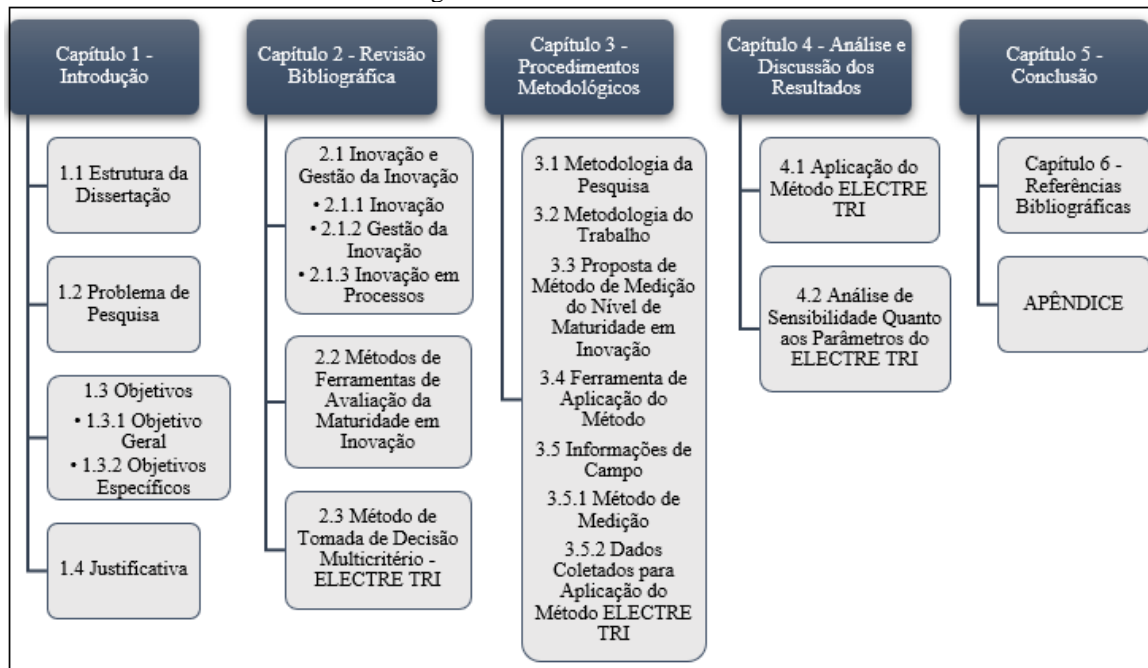 Capítulo 1 -
Introdução
1.1 Estrutura da
Dissertação
1.2 Problema de
Pesquisa
1.3 Objetivos
• 1.3.1 Objetivo
Geral
• 1.3.2 Objetivos
Específicos
1.4 Justificativa
Capítulo 2 - Revisão
Bibliográfica
2.1 Inovação e
Gestão da Inovação
• 2.1.1 Inovação
• 2.1.2 Gestão da
Inovação
• 2.1.3 Inovação em
Processos
2.2 Métodos de
Ferramentas de
Avaliação da
Maturidade em
Inovação
2.3 Método de
Tomada de Decisão
Multicritério -
ELECTRE TRI
Capítulo 3 -
Procedimentos
Metodológicos
3.1 Metodologia da
Pesquisa
3.2 Metodologia do
Trabalho
3.3 Proposta de
Método de Medição
do Nível de
Maturidade em
Inovação
3.4 Ferramenta de
Aplicação do
Método
3.5 Informações de
Campo
3.5.1 Método de
Medição
3.5.2 Dados
Coletados para
Aplicação do
Método ELECTRE
TRI
Capítulo 4 - Análise e
Discussão dos
Resultados
4.1 Aplicação do
Método ELECTRE
TRI
4.2 Análise de
Sensibilidade Quanto
aos Parâmetros do
ELECTRE TRI
Capítulo 5 -
Conclusão
Capítulo 6 -
Referências
Bibliográficas
APÊNDICE